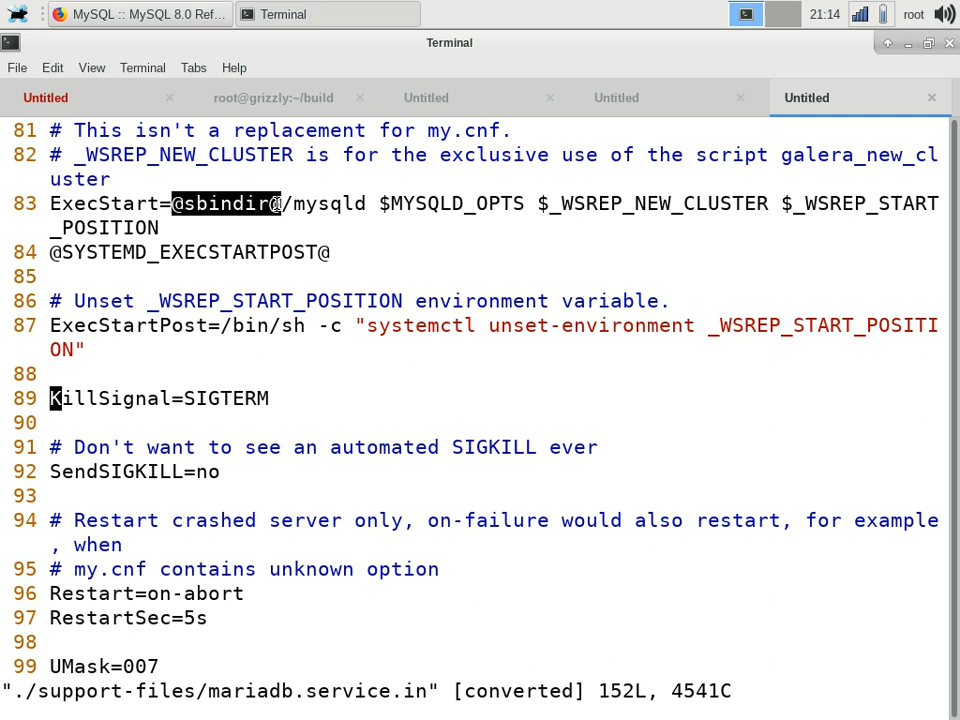 MySQL :: MySQL 8.0 Ref... Terminal 21:14 root
Terminal
File Edit View Terminal Tabs Help
Untitled root@grizzly:~/build Untitled Untitled Untitled
81 # This isn't a replacement for my.cnf.
82 # _WSREP_NEW_CLUSTER is for the exclusive use of the script galera_new_cl
uster
83 ExecStart=@sbindir@/mysqld $MYSQLD_OPTS $_WSREP_NEW_CLUSTER $_WSREP_START
_POSITION
84 @SYSTEMD_EXECSTARTPOST@
85
86 # Unset _WSREP_START_POSITION environment variable.
87 ExecStartPost=/bin/sh -c "systemctl unset-environment _WSREP_START_POSITI
ON"
88
89 KillSignal=SIGTERM
90
91 # Don't want to see an automated SIGKILL ever
92 SendSIGKILL=no
93
94 # Restart crashed server only, on-failure would also restart, for example
, when
95 # my.cnf contains unknown option
96 Restart=on-abort
97 RestartSec=5s
98
99 UMask=007
"./support-files/mariadb.service.in" [converted] 152L, 4541C